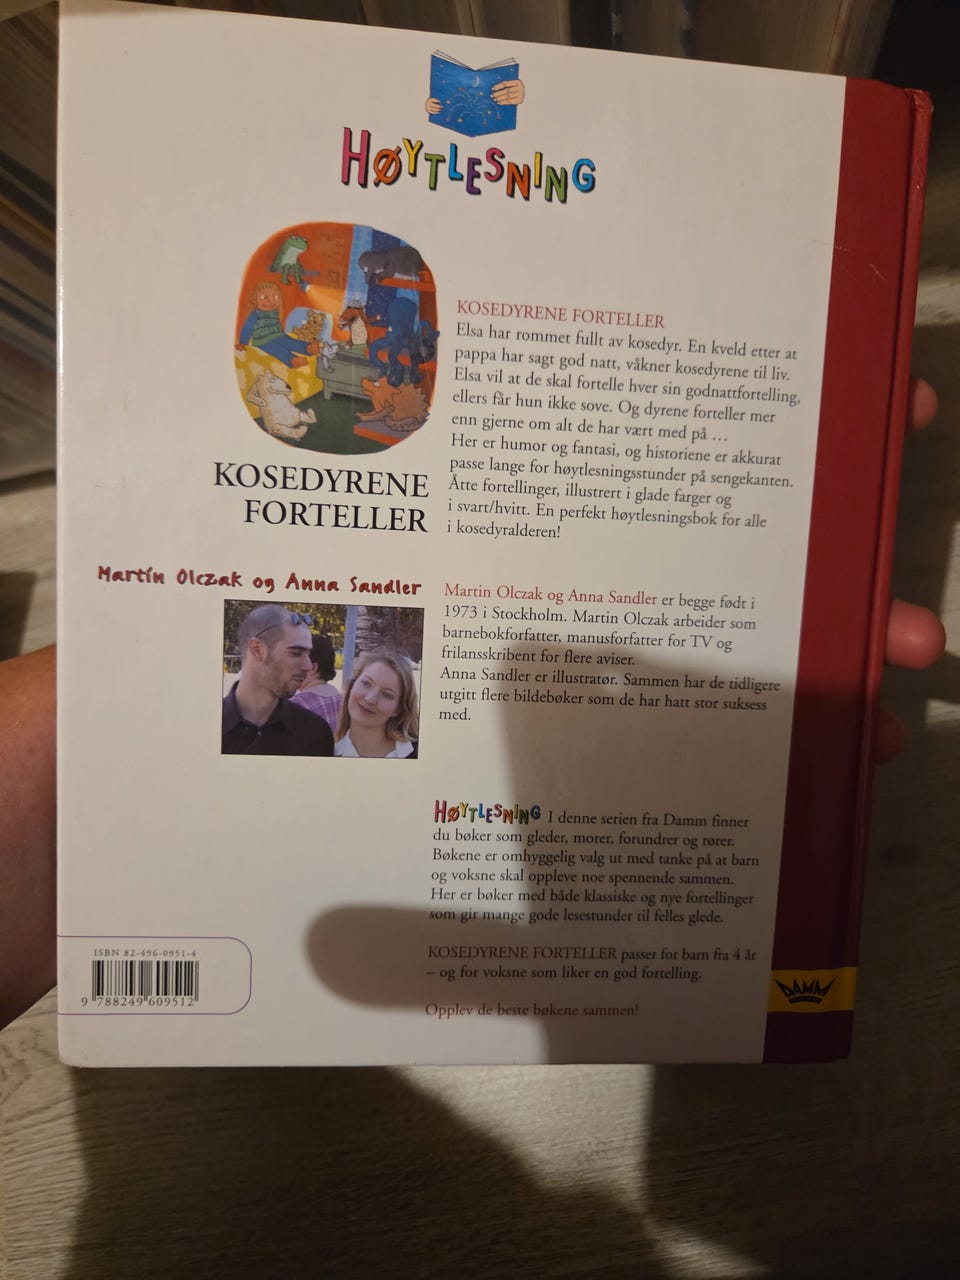 HØYTLESNING
KOSEDYRENE
FORTELLER
KOSEDYRENE FORTELLER
Elsa har rommet fullt av kosedyr. En kveld etter at
pappa har sagt god natt, våkner kosedyrene til liv.
Elsa vil at de skal fortelle hver sin godnattfortelling,
ellers får hun ikke sove. Og dyrene forteller mer
enn gjerne om alt de har vært med på ...
Her er humor og fantasi, og historiene er akkurat
passe lange for høytlesningsstunder på sengekanten.
Åtte fortellinger, illustrert i glade farger og
i svart/hvitt. En perfekt høytlesningsbok for alle
i kosedyralderen!
Martin Olczak og Anna Sandler
Martin Olczak og Anna Sandler er begge født i
1973 i Stockholm. Martin Olczak arbeider som
barnebokforfatter, manusforfatter for TV og
frilansskribent for flere aviser.
Anna Sandler er illustratør. Sammen har de tidligere
utgitt flere bildebøker som de har hatt stor suksess
med.
HØYTLESNING I denne serien fra Damm finner
du bøker som gleder, morer, forundrer og rører.
Bøkene er omhyggelig valg ut med tanke på at barn
og voksne skal oppleve noe spennende sammen.
Her er bøker med både klassiske og nye fortellinger
som gir mange gode lesestunder til felles glede.
KOSEDYRENE FORTELLER passer for barn fra 4 år
– og for voksne som liker en god fortelling.
Opplev de beste bøkene sammen!
ISBN 82-496-0951-4
9 788249 609512
DAMM